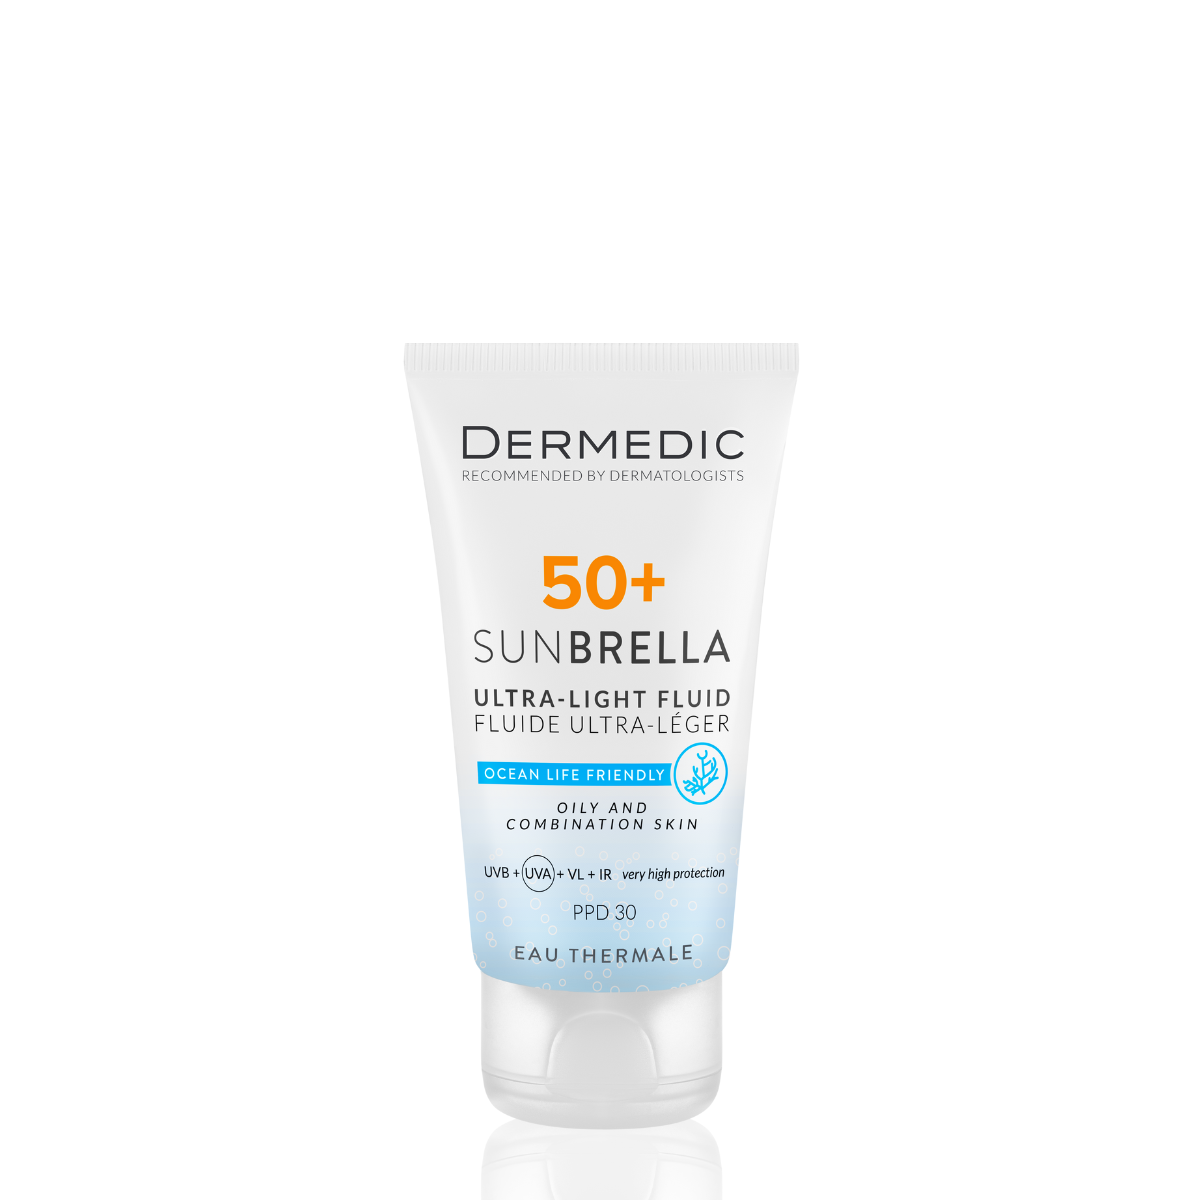 DERMEDIC
RECOMMENDED BY DERMATOLOGISTS
50+
SUNBRELLA
ULTRA-LIGHT FLUID
FLUIDE ULTRA-LÉGER
OCEAN LIFE FRIENDLY
OILY AND
COMBINATION SKIN
UVB + UVA + VL + IR very high protection
PPD 30
EAU THERMALE